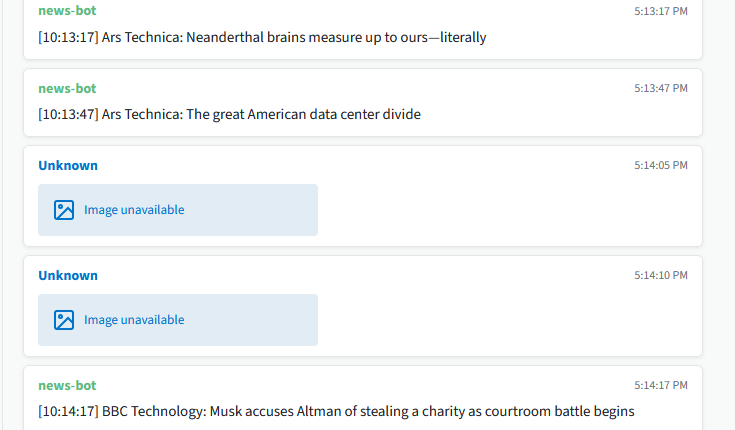 news-bot 5:13:17 PM
[10:13:17] Ars Technica: Neanderthal brains measure up to ours—literally
news-bot 5:13:47 PM
[10:13:47] Ars Technica: The great American data center divide
Unknown 5:14:05 PM
Image unavailable
Unknown 5:14:10 PM
Image unavailable
news-bot 5:14:17 PM
[10:14:17] BBC Technology: Musk accuses Altman of stealing a charity as courtroom battle begins